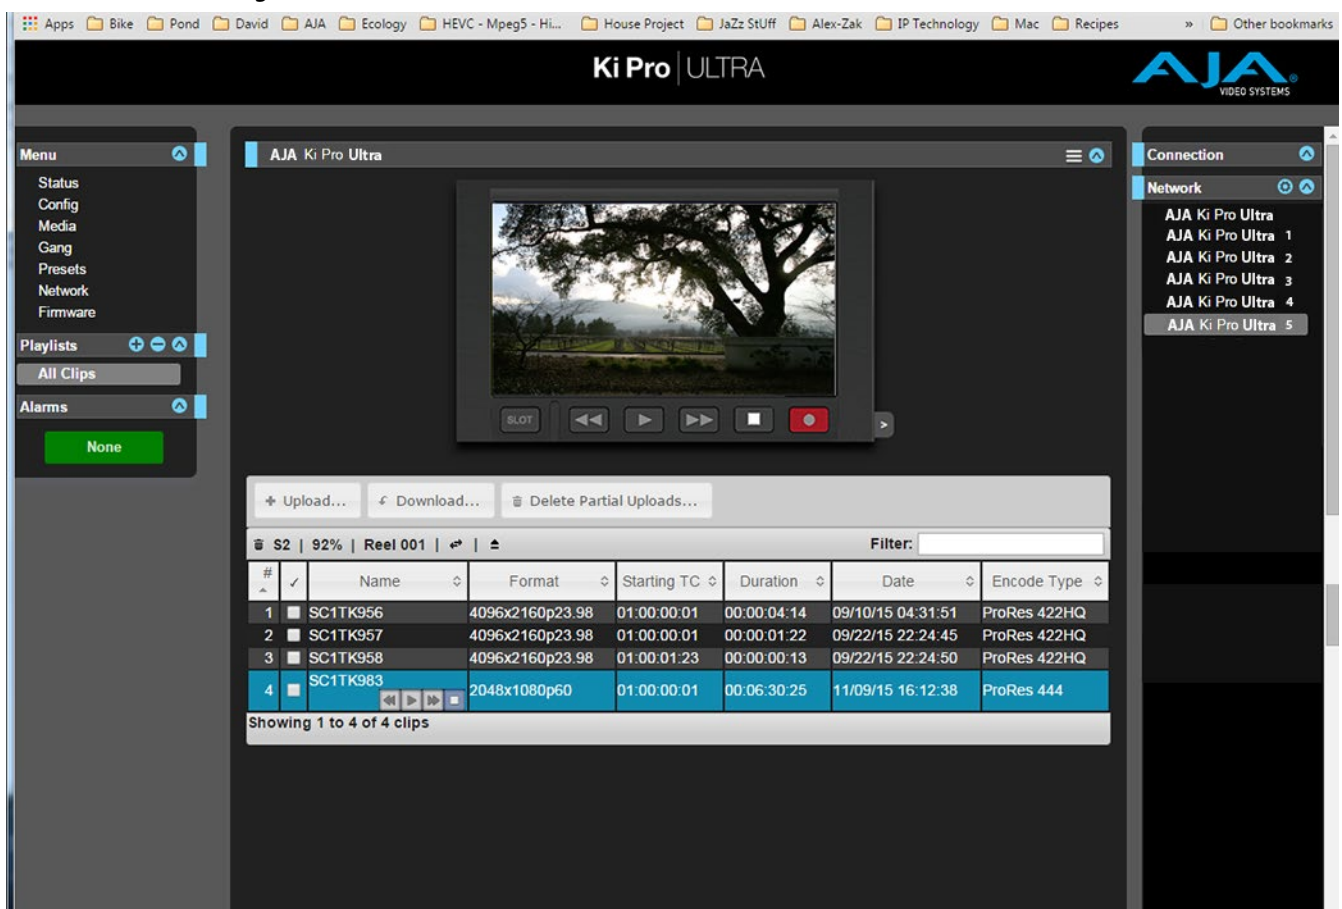 Apps Bike Pond David AJA Ecology HEVC - Mpeg5 - Hi... House Project JaZz StUff Alex-Zak IP Technology Mac Recipes » Other bookmarks
Ki Pro | ULTRA
AJA®
VIDEO SYSTEMS
Menu
Status
Config
Media
Gang
Presets
Network
Firmware
Playlists
All Clips
Alarms
None
AJA Ki Pro Ultra
SLOT
>
Upload... Download... Delete Partial Uploads...
S2 | 92% | Reel 001 | | Filter:
# ✓ Name Format Starting TC Duration Date Encode Type
1 SC1TK956 4096x2160p23.98 01:00:00:01 00:00:04:14 09/10/15 04:31:51 ProRes 422HQ
2 SC1TK957 4096x2160p23.98 01:00:00:01 00:00:01:22 09/22/15 22:24:45 ProRes 422HQ
3 SC1TK958 4096x2160p23.98 01:00:01:23 00:00:00:13 09/22/15 22:24:50 ProRes 422HQ
4 SC1TK983 2048x1080p60 01:00:00:01 00:06:30:25 11/09/15 16:12:38 ProRes 444
Showing 1 to 4 of 4 clips
Connection
Network
AJA Ki Pro Ultra
AJA Ki Pro Ultra 1
AJA Ki Pro Ultra 2
AJA Ki Pro Ultra 3
AJA Ki Pro Ultra 4
AJA Ki Pro Ultra 5